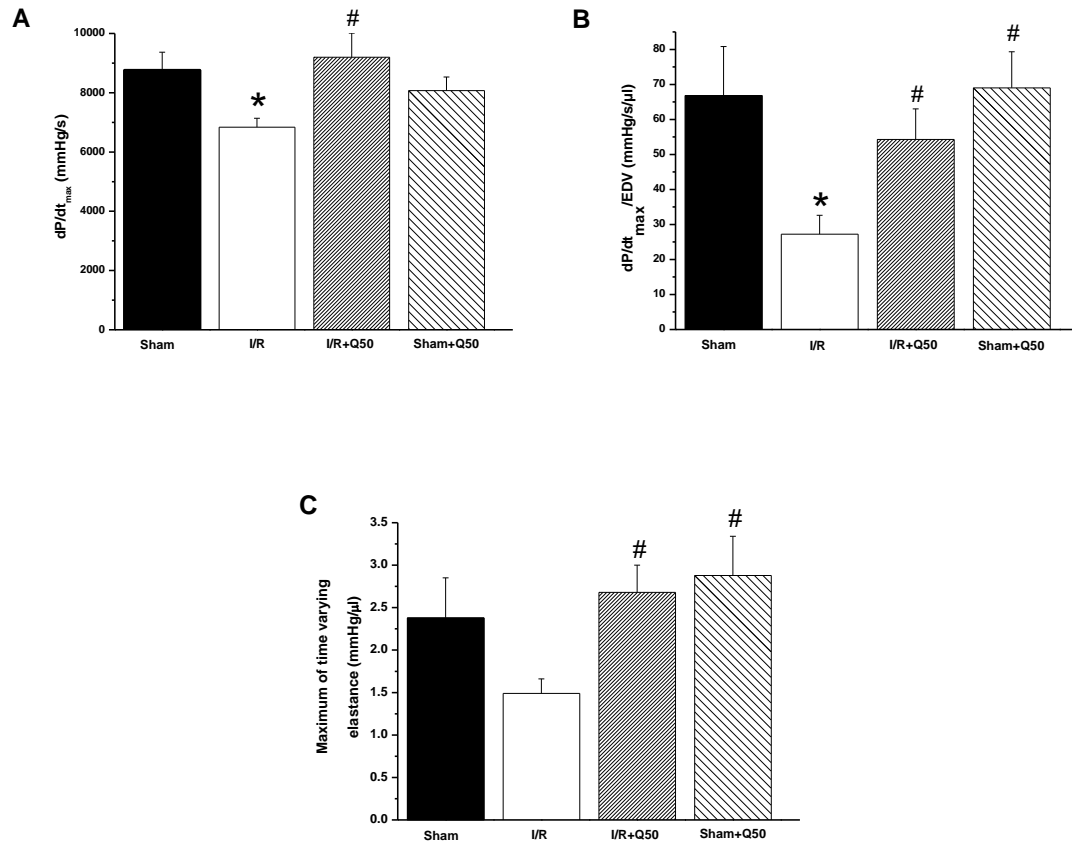 A
#
10000
8000
6000
4000
2000
0
*
dP/dtmax (mmHg/s)
Sham
I/R
I/R+Q50
Sham+Q50
B
#
#
80
70
60
50
40
30
20
10
0
*
dP/dtmax/EDV (mmHg/s/µl)
Sham
I/R
I/R+Q50
Sham+Q50
C
#
#
3.5
3.0
2.5
2.0
1.5
1.0
0.5
0.0
Maximum of time varying
elastance (mmHg/µl)
Sham
I/R
I/R+Q50
Sham+Q50